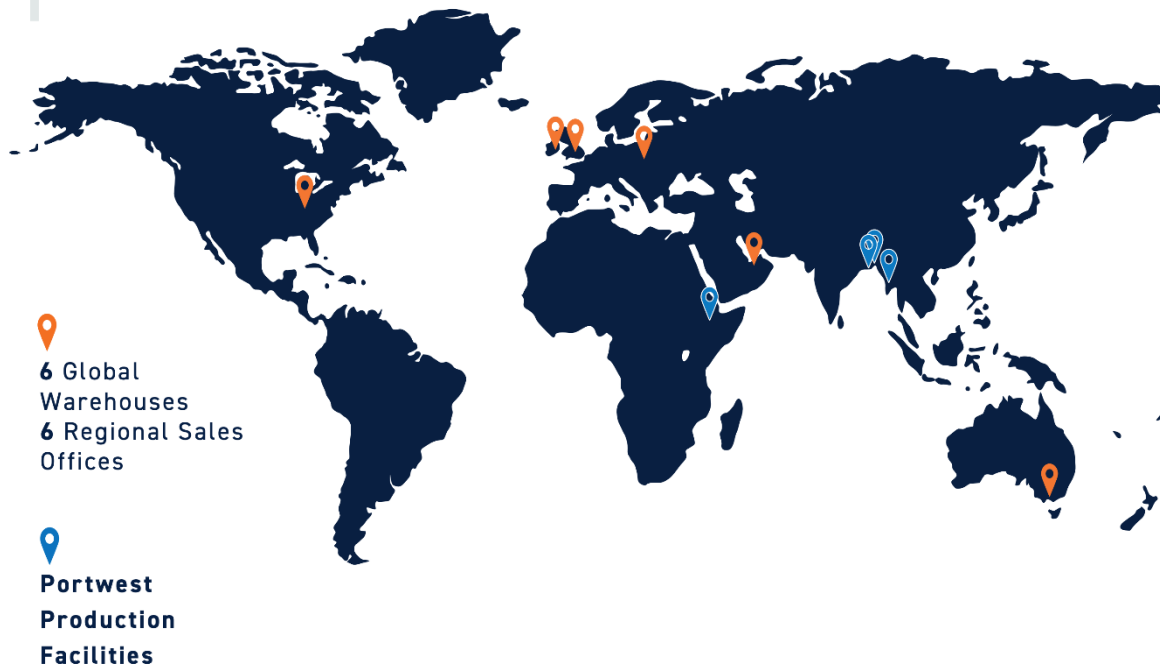 6 Global
Warehouses
6 Regional Sales
Offices
Portwest
Production
Facilities